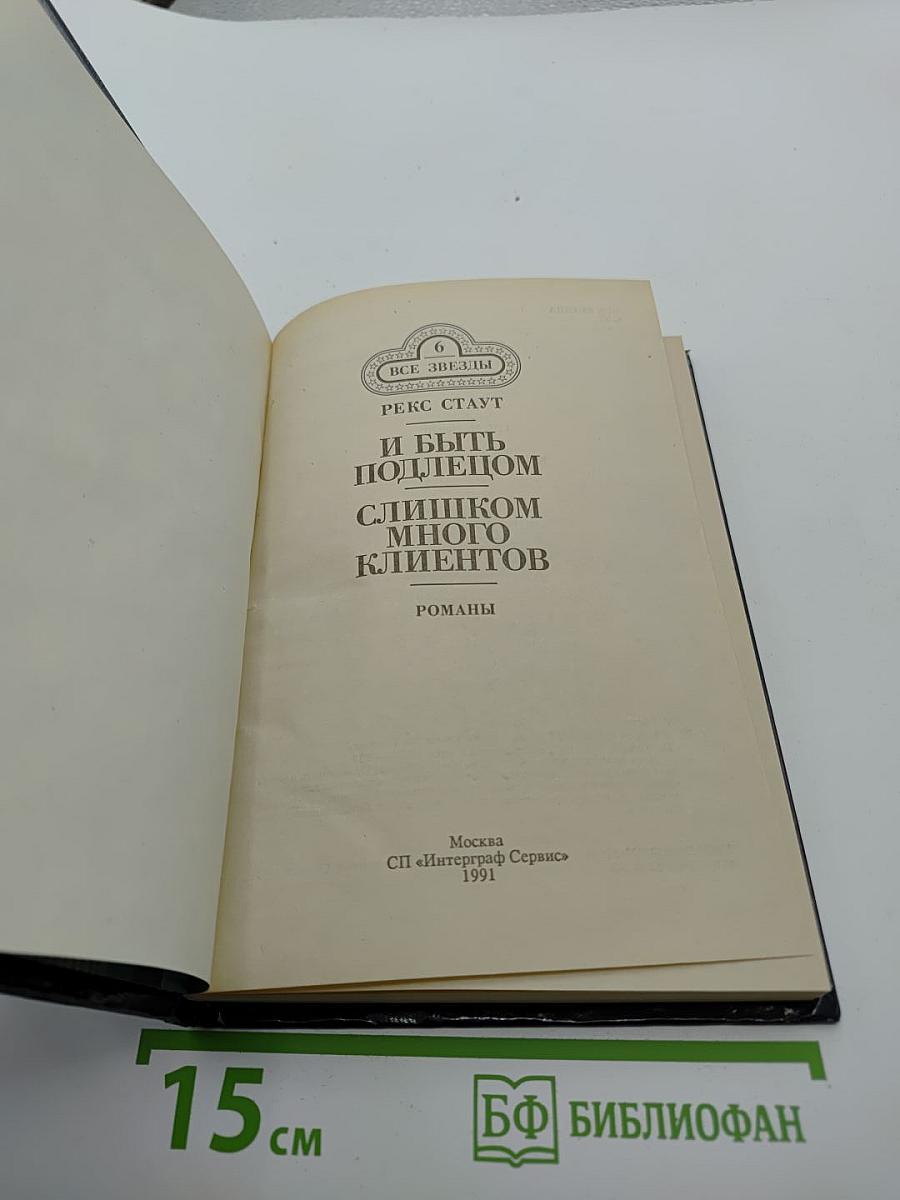 6
ВСЕ ЗВЕЗДЫ
РЕКС СТАУТ
И БЫТЬ
ПОДЛЕЦОМ
СЛИШКОМ
МНОГО
КЛИЕНТОВ
РОМАНЫ
Москва
СП «Интерграф Сервис»
1991
15 см
БФ БИБЛИОФАН